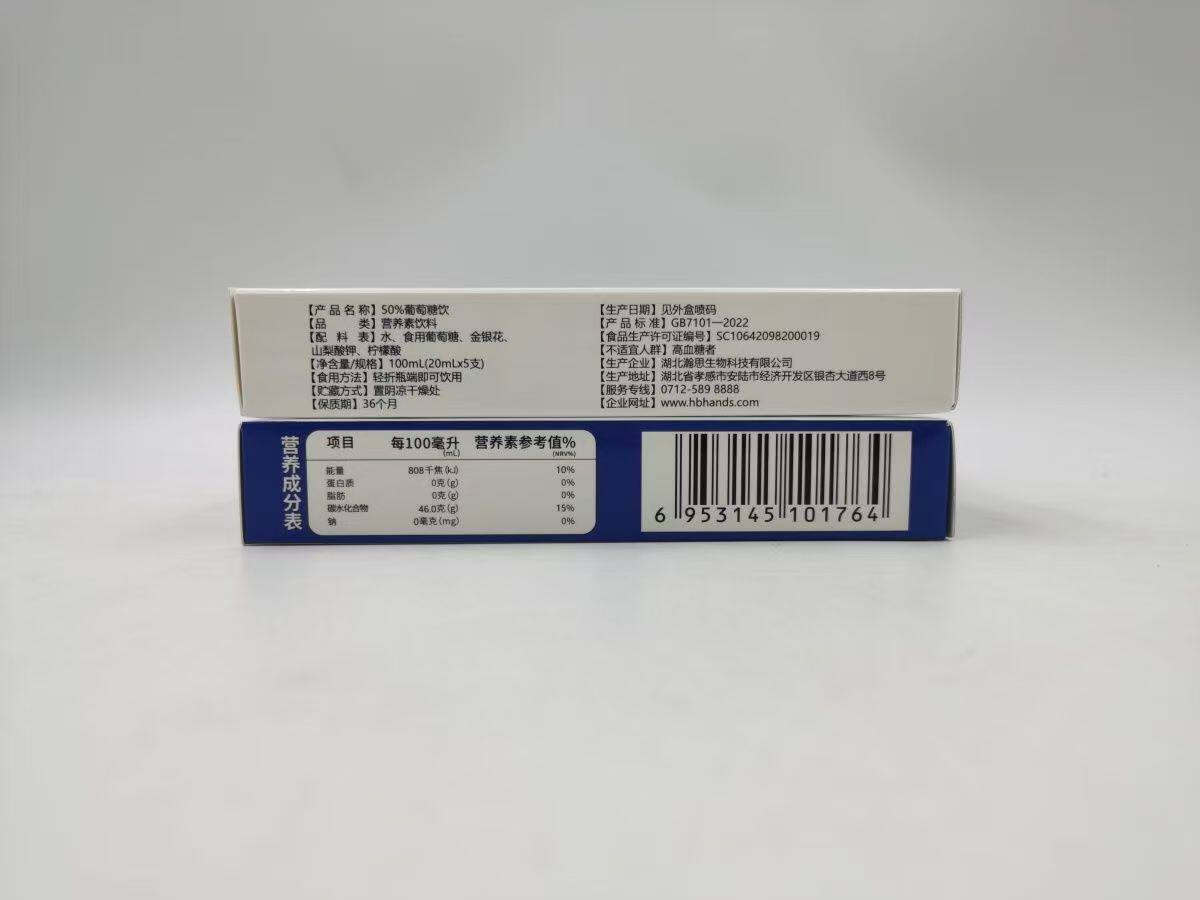 【产品名称】50%葡萄糖饮
【品类】营养素饮料
【配料表】水、食用葡萄糖、金银花、
山梨酸钾、柠檬酸
【净含量/规格】100mL(20mLx5支)
【食用方法】轻折瓶端即可饮用
【贮藏方式】置阴凉干燥处
【保质期】36个月
【生产日期】见外盒喷码
【产品标准】GB7101—2022
【食品生产许可证编号】SC10642098200019
【不适宜人群】高血糖者
【生产企业】湖北瀚思生物科技有限公司
【生产地址】湖北省孝感市安陆市经济开发区银杏大道西8号
【服务专线】0712-589 8888
【企业网址】www.hbhands.com
营养成分表
项目 每100毫升(mL) 营养素参考值%(NRV%)
能量 808千焦(kJ) 10%
蛋白质 0克(g) 0%
脂肪 0克(g) 0%
碳水化合物 46.0克(g) 15%
钠 0毫克(mg) 0%
6 953145 101764